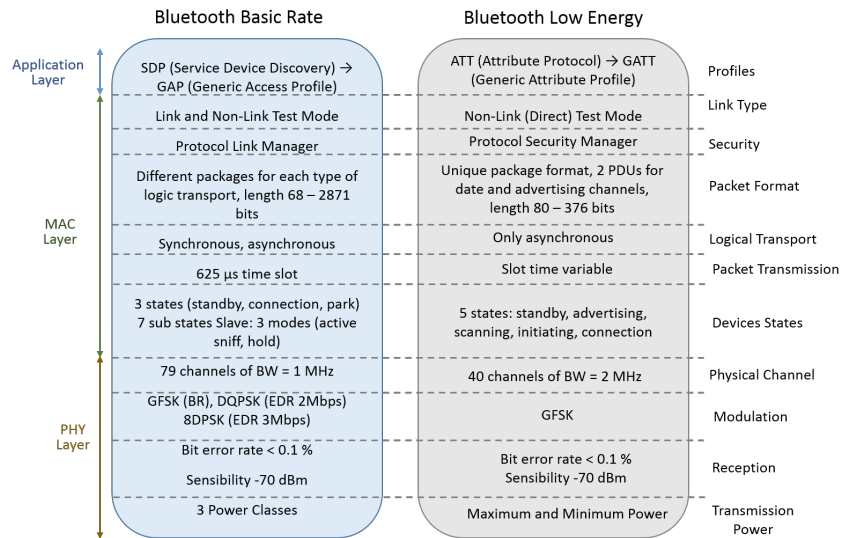 Bluetooth Basic Rate
Bluetooth Low Energy
Application
Layer
SDP (Service Device Discovery) →
GAP (Generic Access Profile)
ATT (Attribute Protocol) → GATT
(Generic Attribute Profile)
Profiles
Link and Non-Link Test Mode
Non-Link (Direct) Test Mode
Link Type
Protocol Link Manager
Protocol Security Manager
Security
MAC
Layer
Different packages for each type of
logic transport, length 68 – 2871
bits
Unique package format, 2 PDUs for
date and advertising channels,
length 80 – 376 bits
Packet Format
Synchronous, asynchronous
Only asynchronous
Logical Transport
625 µs time slot
Slot time variable
Packet Transmission
3 states (standby, connection, park)
7 sub states Slave: 3 modes (active
sniff, hold)
5 states: standby, advertising,
scanning, initiating, connection
Devices States
PHY
Layer
79 channels of BW = 1 MHz
40 channels of BW = 2 MHz
Physical Channel
GFSK (BR), DQPSK (EDR 2Mbps)
8DPSK (EDR 3Mbps)
GFSK
Modulation
Bit error rate < 0.1 %
Sensibility -70 dBm
Bit error rate < 0.1 %
Sensibility -70 dBm
Reception
3 Power Classes
Maximum and Minimum Power
Transmission
Power